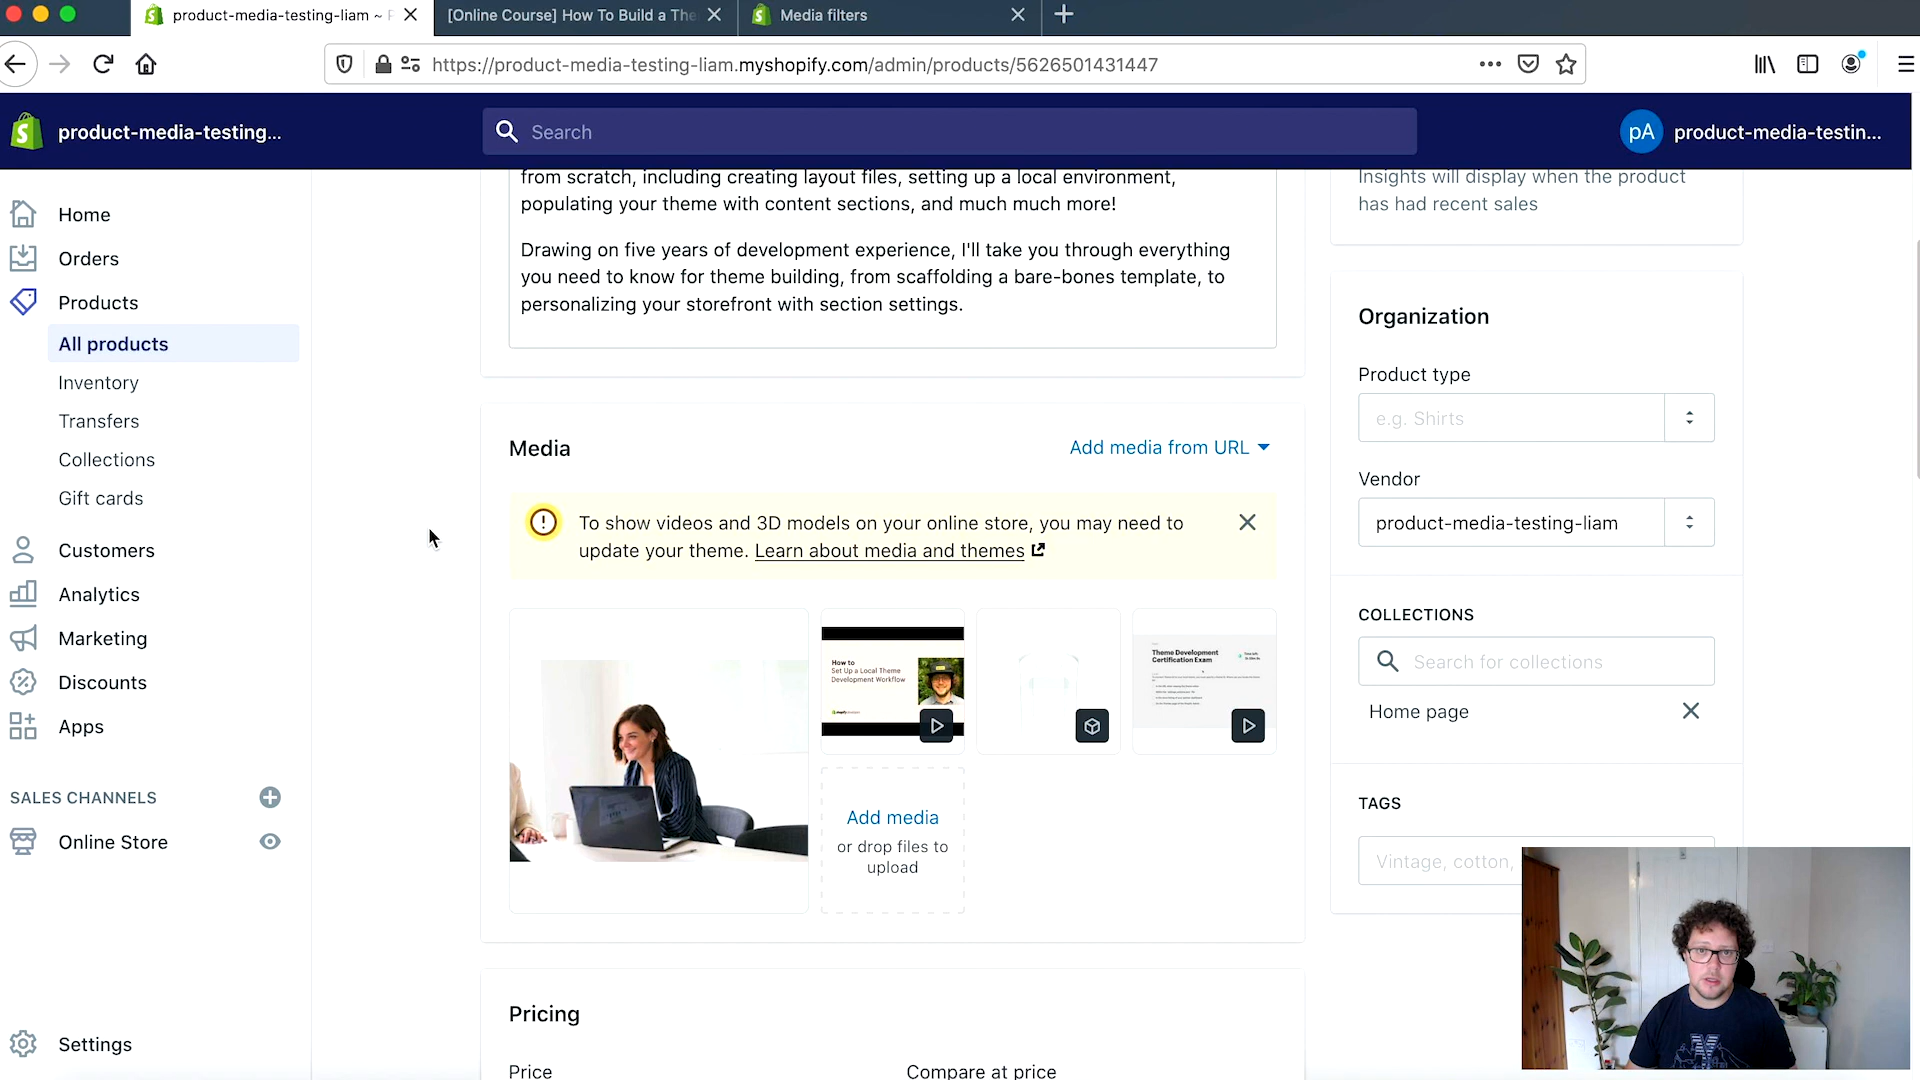 product-media-testing-liam ~ P
[Online Course] How To Build a The
Media filters
https://product-media-testing-liam.myshopify.com/admin/products/5626501431447
product-media-testing...
Search
pA
product-media-testin...
Home
Orders
Products
All products
Inventory
Transfers
Collections
Gift cards
Customers
Analytics
Marketing
Discounts
Apps
SALES CHANNELS
Online Store
Settings
from scratch, including creating layout files, setting up a local environment,
populating your theme with content sections, and much much more!
Drawing on five years of development experience, I'll take you through everything
you need to know for theme building, from scaffolding a bare-bones template, to
personalizing your storefront with section settings.
Media
Add media from URL
To show videos and 3D models on your online store, you may need to
update your theme. Learn about media and themes
How to
Set Up a Local Theme
Development Workflow
Theme Development
Certification Exam
Add media
or drop files to
upload
Pricing
Price
Compare at price
Insights will display when the product
has had recent sales
Organization
Product type
e.g. Shirts
Vendor
product-media-testing-liam
COLLECTIONS
Search for collections
Home page
TAGS
Vintage, cotton,